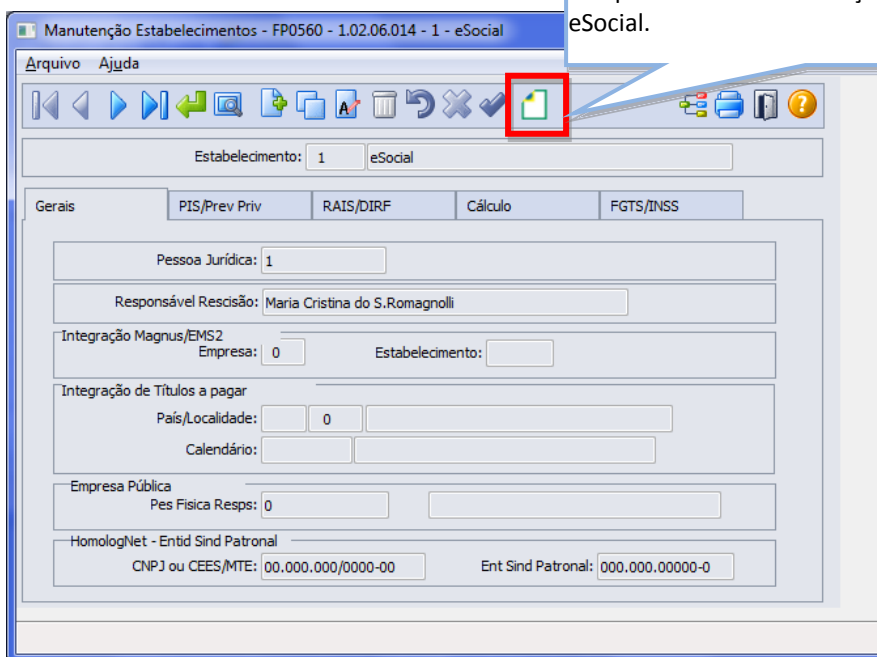 eSocial.
Manutenção Estabelecimentos - FP0560 - 1.02.06.014 - 1 - eSocial
Arquivo Ajuda
Estabelecimento: 1 eSocial
Gerais PIS/Prev Priv RAIS/DIRF Cálculo FGTS/INSS
Pessoa Jurídica: 1
Responsável Rescisão: Maria Cristina do S.Romagnolli
Integração Magnus/EMS2
Empresa: 0 Estabelecimento:
Integração de Títulos a pagar
País/Localidade: 0
Calendário:
Empresa Pública
Pes Fisica Resps: 0
HomologNet - Entid Sind Patronal
CNPJ ou CEES/MTE: 00.000.000/0000-00 Ent Sind Patronal: 000.000.00000-0